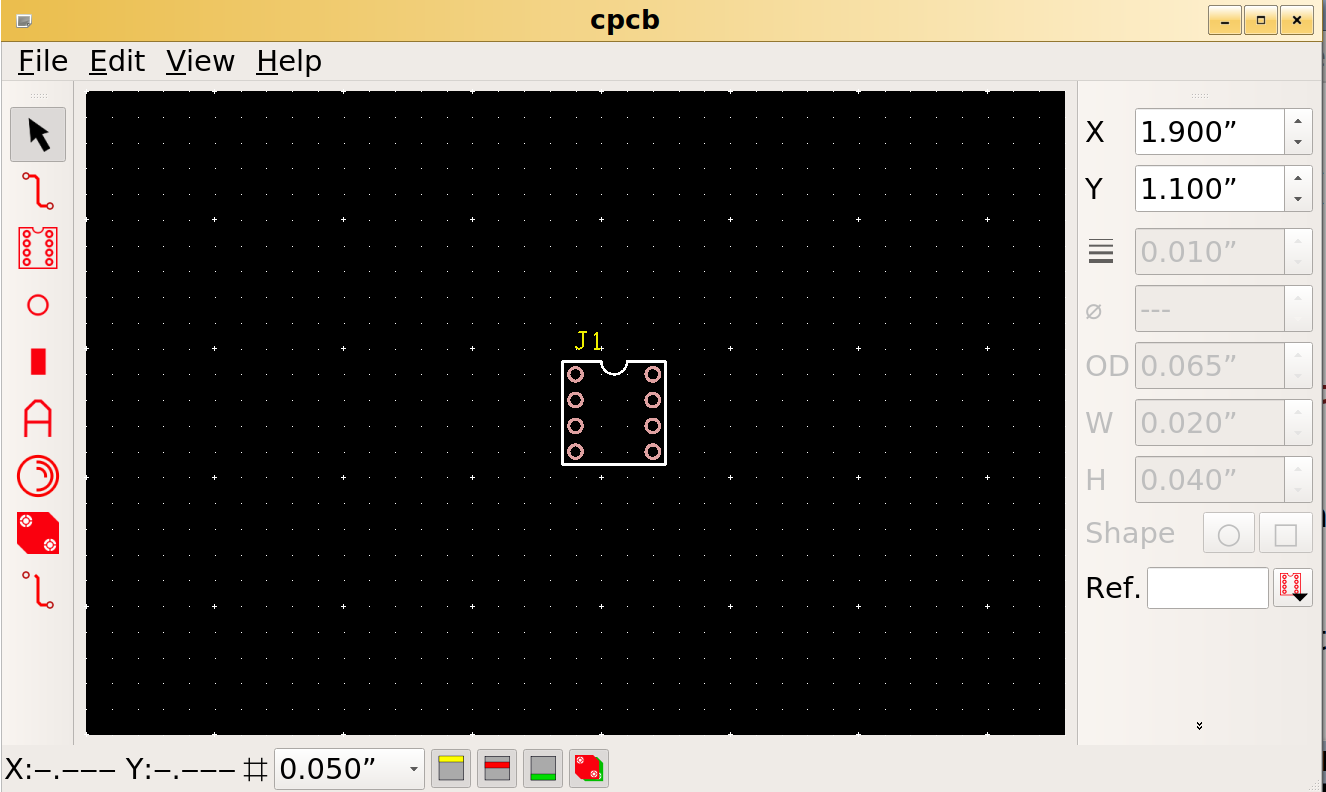 cpcb
File Edit View Help
X 1.900”
Y 1.100”
0.010”
⌀ ---
OD 0.065”
W 0.020”
H 0.040”
Shape
Ref.
J1
X:–.––– Y:–.––– 0.050”